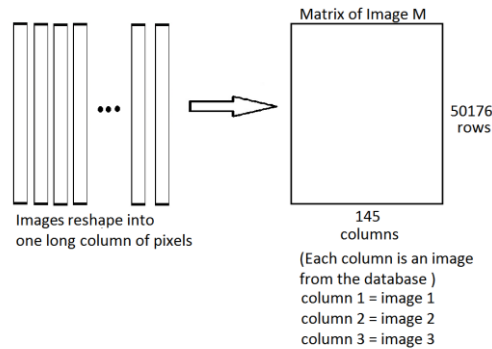 Matrix of Image M
50176
rows
Images reshape into
one long column of pixels
145
columns
(Each column is an image
from the database )
column 1 = image 1
column 2 = image 2
column 3 = image 3